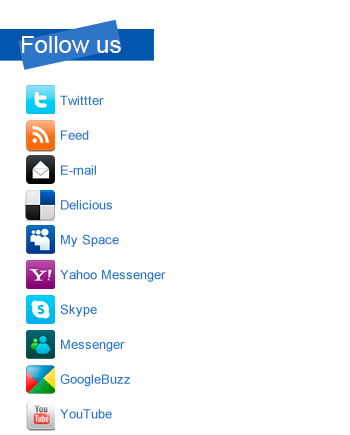 Follow us
Twittter
Feed
E-mail
Delicious
My Space
Y! Yahoo Messenger
Skype
Messenger
GoogleBuzz
You
Tube YouTube